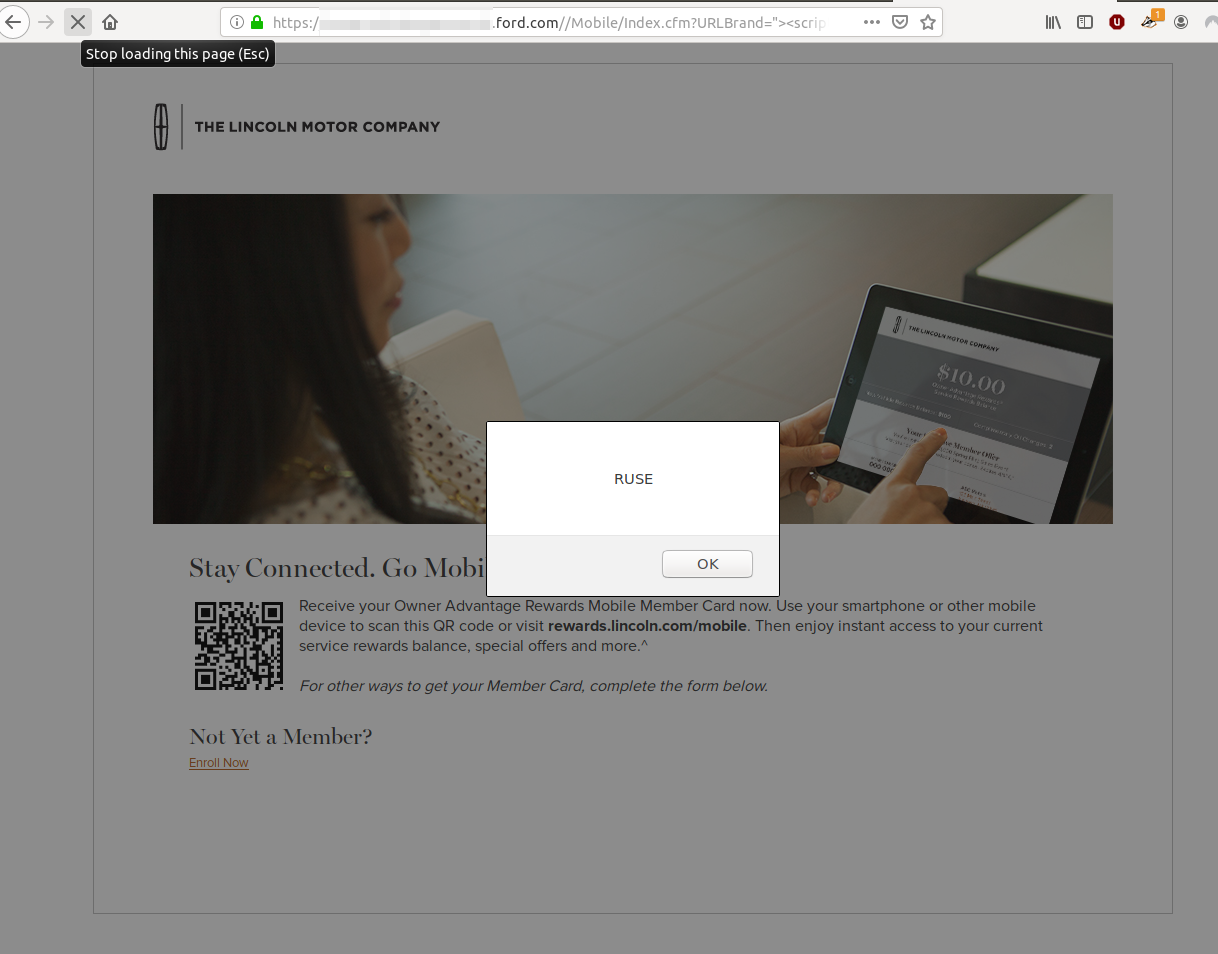 https:/
.ford.com//Mobile/Index.cfm?URLBrand="><scrip
1
Stop loading this page (Esc)
THE LINCOLN MOTOR COMPANY
THE LINCOLN MOTOR COMPANY
$10.00
RUSE
OK
Stay Connected. Go Mobi
Receive your Owner Advantage Rewards Mobile Member Card now. Use your smartphone or other mobile
device to scan this QR code or visit rewards.lincoln.com/mobile. Then enjoy instant access to your current
service rewards balance, special offers and more.^
For other ways to get your Member Card, complete the form below.
Not Yet a Member?
Enroll Now